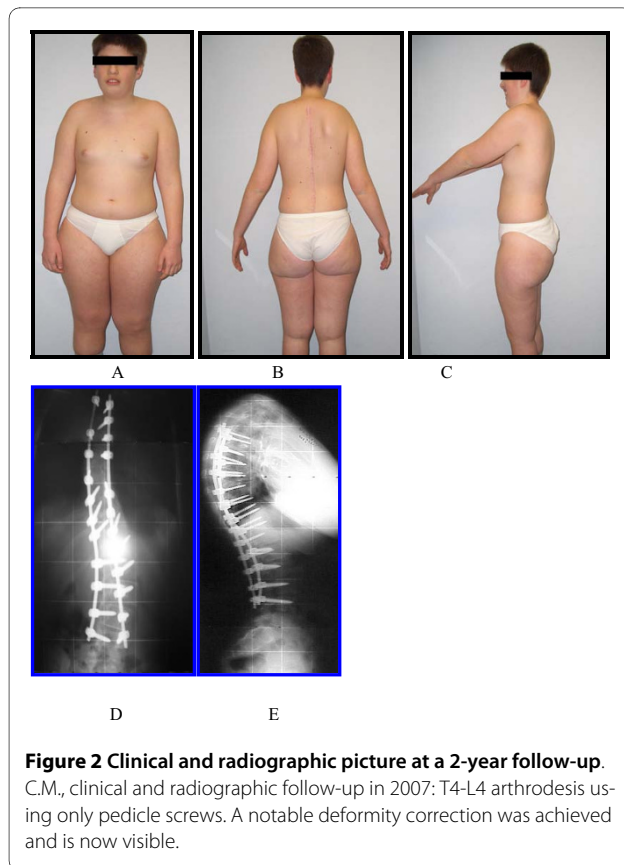 A B C
D E
Figure 2 Clinical and radiographic picture at a 2-year follow-up.
C.M., clinical and radiographic follow-up in 2007: T4-L4 arthrodesis us-
ing only pedicle screws. A notable deformity correction was achieved
and is now visible.